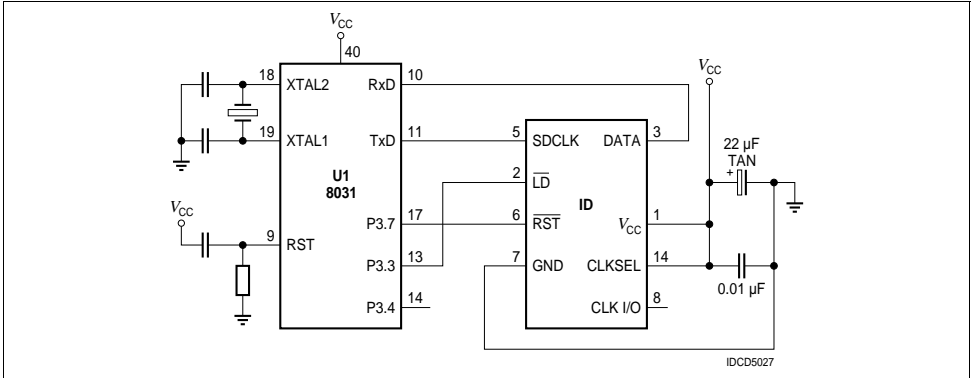 V_CC
40
18 XTAL2 RxD 10
19 XTAL1 TxD 11
U1
8031
P3.7 17
V_CC
9 RST
P3.3 13
P3.4 14
5 SDCLK DATA 3
2 L̅D̅
ID
6 R̅S̅T̅ V_CC 1
7 GND CLKSEL 14
CLK I/O 8
V_CC
22 µF
TAN
+
0.01 µF
IDCD5027